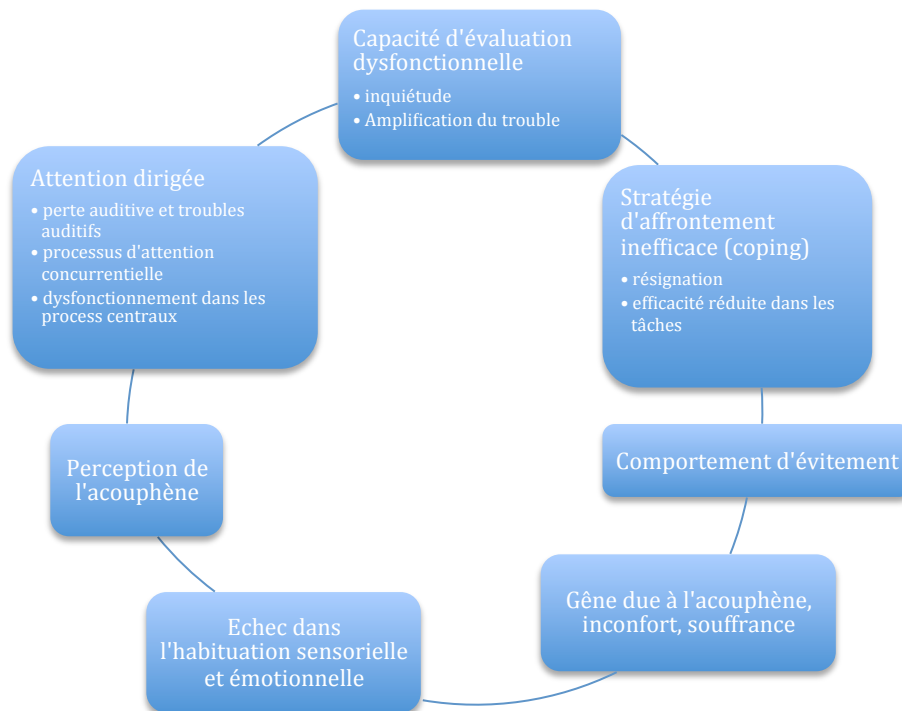 Capacité d'évaluation
dysfonctionnelle
• inquiétude
• Amplification du trouble
Stratégie
d'affrontement
inefficace (coping)
• résignation
• efficacité réduite dans les
tâches
Comportement d'évitement
Gêne due à l'acouphène,
inconfort, souffrance
Echec dans
l'habituation sensorielle
et émotionnelle
Perception de
l'acouphène
Attention dirigée
• perte auditive et troubles
auditifs
• processus d'attention
concurrentielle
• dysfonctionnement dans les
process centraux